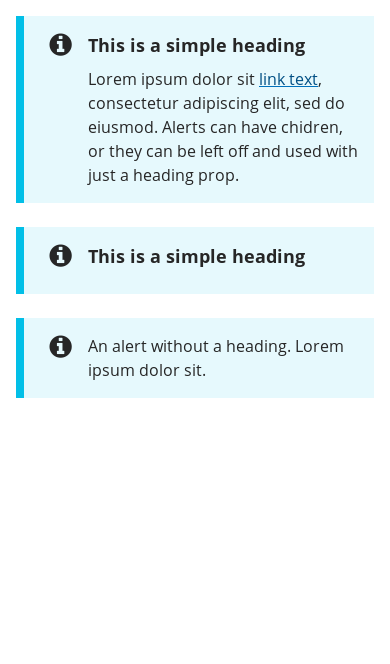 This is a simple heading
Lorem ipsum dolor sit link text,
consectetur adipiscing elit, sed do
eiusmod. Alerts can have chidren,
or they can be left off and used with
just a heading prop.
This is a simple heading
An alert without a heading. Lorem
ipsum dolor sit.